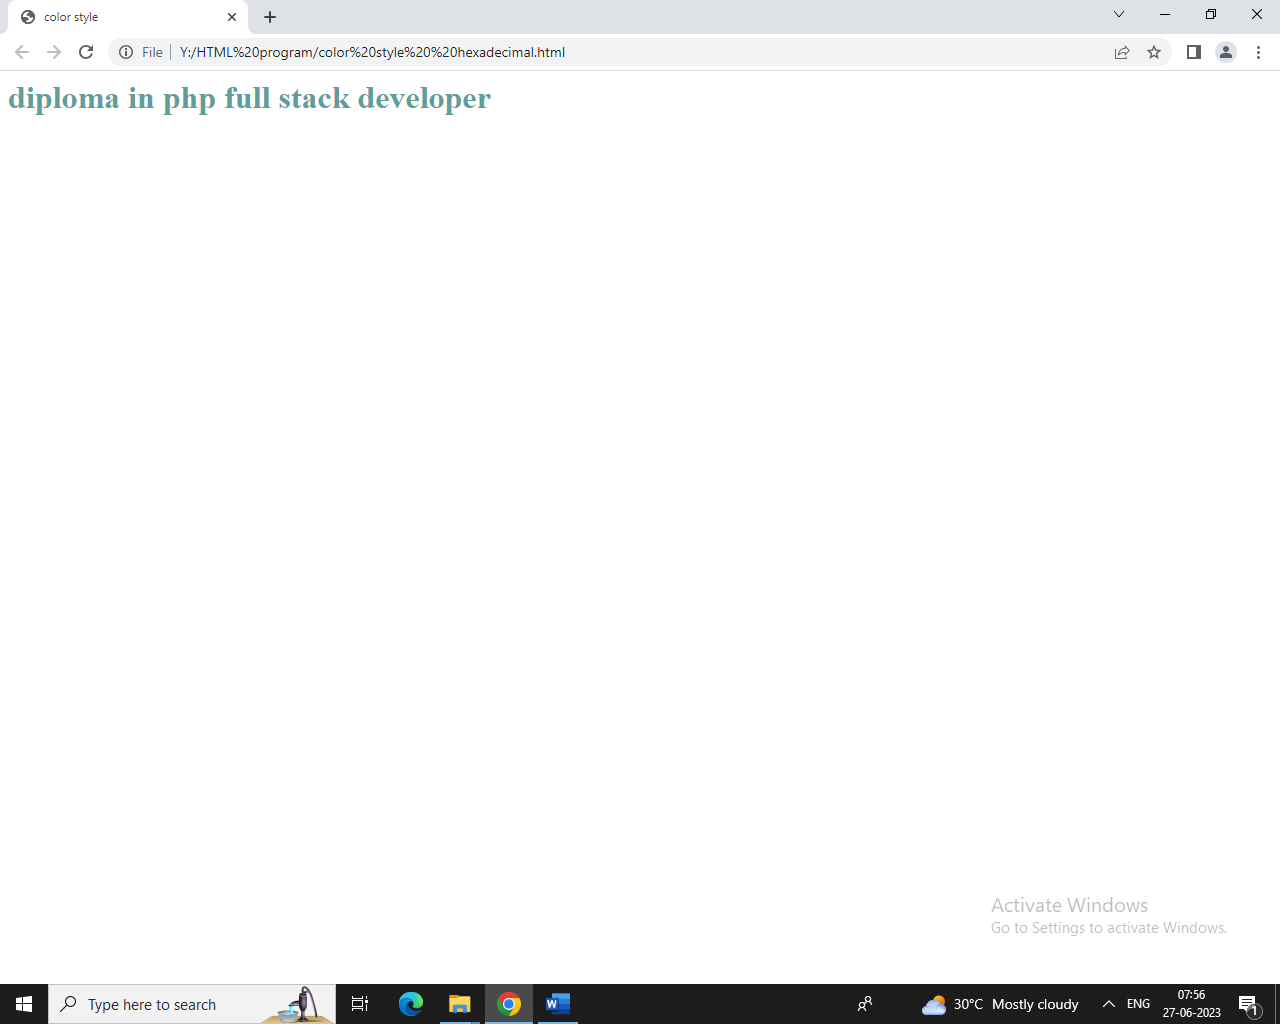 color style
File
Y:/HTML%20program/color%20style%20%20hexadecimal.html
diploma in php full stack developer
Activate Windows
Go to Settings to activate Windows.
Type here to search
W
30°C Mostly cloudy
ENG
07:56
27-06-2023
1